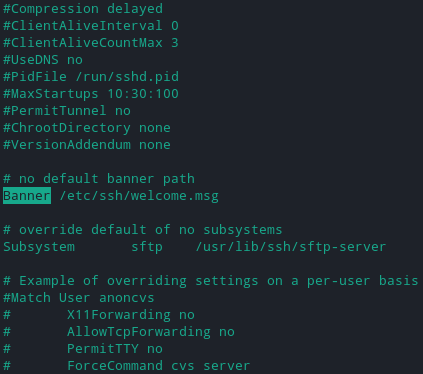 #Compression delayed
#ClientAliveInterval 0
#ClientAliveCountMax 3
#UseDNS no
#PidFile /run/sshd.pid
#MaxStartups 10:30:100
#PermitTunnel no
#ChrootDirectory none
#VersionAddendum none
# no default banner path
Banner /etc/ssh/welcome.msg
# override default of no subsystems
Subsystem       sftp    /usr/lib/ssh/sftp-server
# Example of overriding settings on a per-user basis
#Match User anoncvs
#       X11Forwarding no
#       AllowTcpForwarding no
#       PermitTTY no
#       ForceCommand cvs server